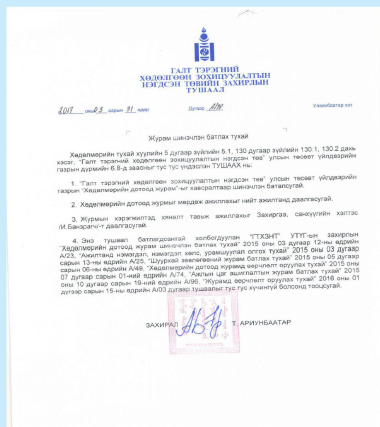 ГАЛТ ТЭРЭГНИЙ
ХӨДӨЛГӨӨН ЗОХИЦУУЛАЛТЫН
НЭГДСЭН ТӨВИЙН ЗАХИРЛЫН
ТУШААЛ
2017 оны 03 сарын 31 өдөр Дугаар Улаанбаатар хот
Журам шинэчлэн батлах тухай
Хөдөлмөрийн тухай хуулийн 5 дугаар зүйлийн 5.1, 130 дугаар зүйлийн 130.1, 130.2 дахь
хэсэг, "Галт тэрэгний хөдөлгөөн зохицуулалтын нэгдсэн төв" улсын төсөвт үйлдвэрийн
газрын дүрмийн 6.8-д заасныг тус тус үндэслэн ТУШААХ нь:
1. "Галт тэрэгний хөдөлгөөн зохицуулалтын нэгдсэн төв"-ыг улсын төсөвт үйлдвэрийн
газрын "Хөдөлмөрийн дотоод журам"-ыг хавсралтаар шинэчлэн баталсугай.
2. Хөдөлмөрийн дотоод журмыг мөрдөж ажиллахыг нийт ажилтанд даалгасугай.
3. Журмын хэрэгжилтэд хяналт тавьж ажиллахыг Захиргаа, санхүүгийн хэлтэс
/И.Банзрагч/-т даалгасугай.
4. Энэ тушаал батлагдсантай холбогдуулан "ГТХЗНТ" УТҮГ-ын захирлын
"Хөдөлмөрийн дотоод журам шинэчлэн батлах тухай" 2015 оны 03 дугаар 12-ны өдрийн
А/23, "Ажилтанд нэмэгдэл, нэмэгдэл хөлс, урамшуулал олгох тухай" 2015 оны 03 дугаар
сарын 13-ны өдрийн А/25, "Шуурхай зөвлөгөөний журам батлах тухай" 2015 оны 05 дугаар
сарын 06-ны өдрийн А/49, "Хөдөлмөрийн дотоод журамд өөрчлөлт оруулах тухай" 2015 оны
07 дугаар сарын 01-ний өдрийн А/74, "Ажлын цаг ашиглалтын журам батлах тухай" 2015
оны 10 дугаар сарын 19-ний өдрийн А/96, "Журамд өөрчлөлт оруулах тухай" 2016 оны 01
дүгээр сарын 15-ны өдрийн А/03 дугаар тушаалыг тус тус хүчингүй болсонд тооцсугай.
ЗАХИРАЛ Т. АРИУНБААТАР